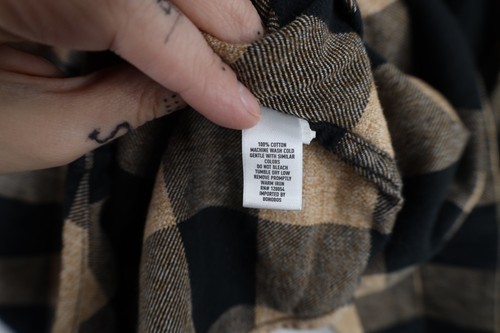 100% COTTON
MACHINE WASH COLD
GENTLE WITH SIMILAR
COLORS
DO NOT BLEACH
TUMBLE DRY LOW
REMOVE PROMPTLY
WARM IRON
RN# 138654
IMPORTED BY
BONOBOS